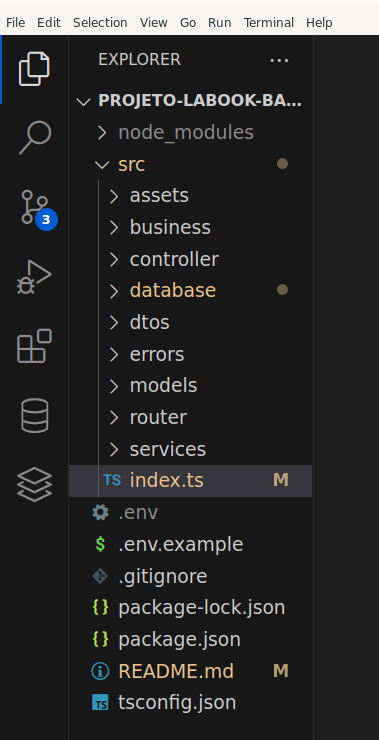 File Edit Selection View Go Run Terminal Help
EXPLORER ...
PROJETO-LABOOK-BA...
node_modules
src
3
assets
business
controller
database
dtos
errors
models
router
services
TS index.ts M
.env
$ .env.example
.gitignore
{} package-lock.json
{} package.json
README.md M
TS tsconfig.json